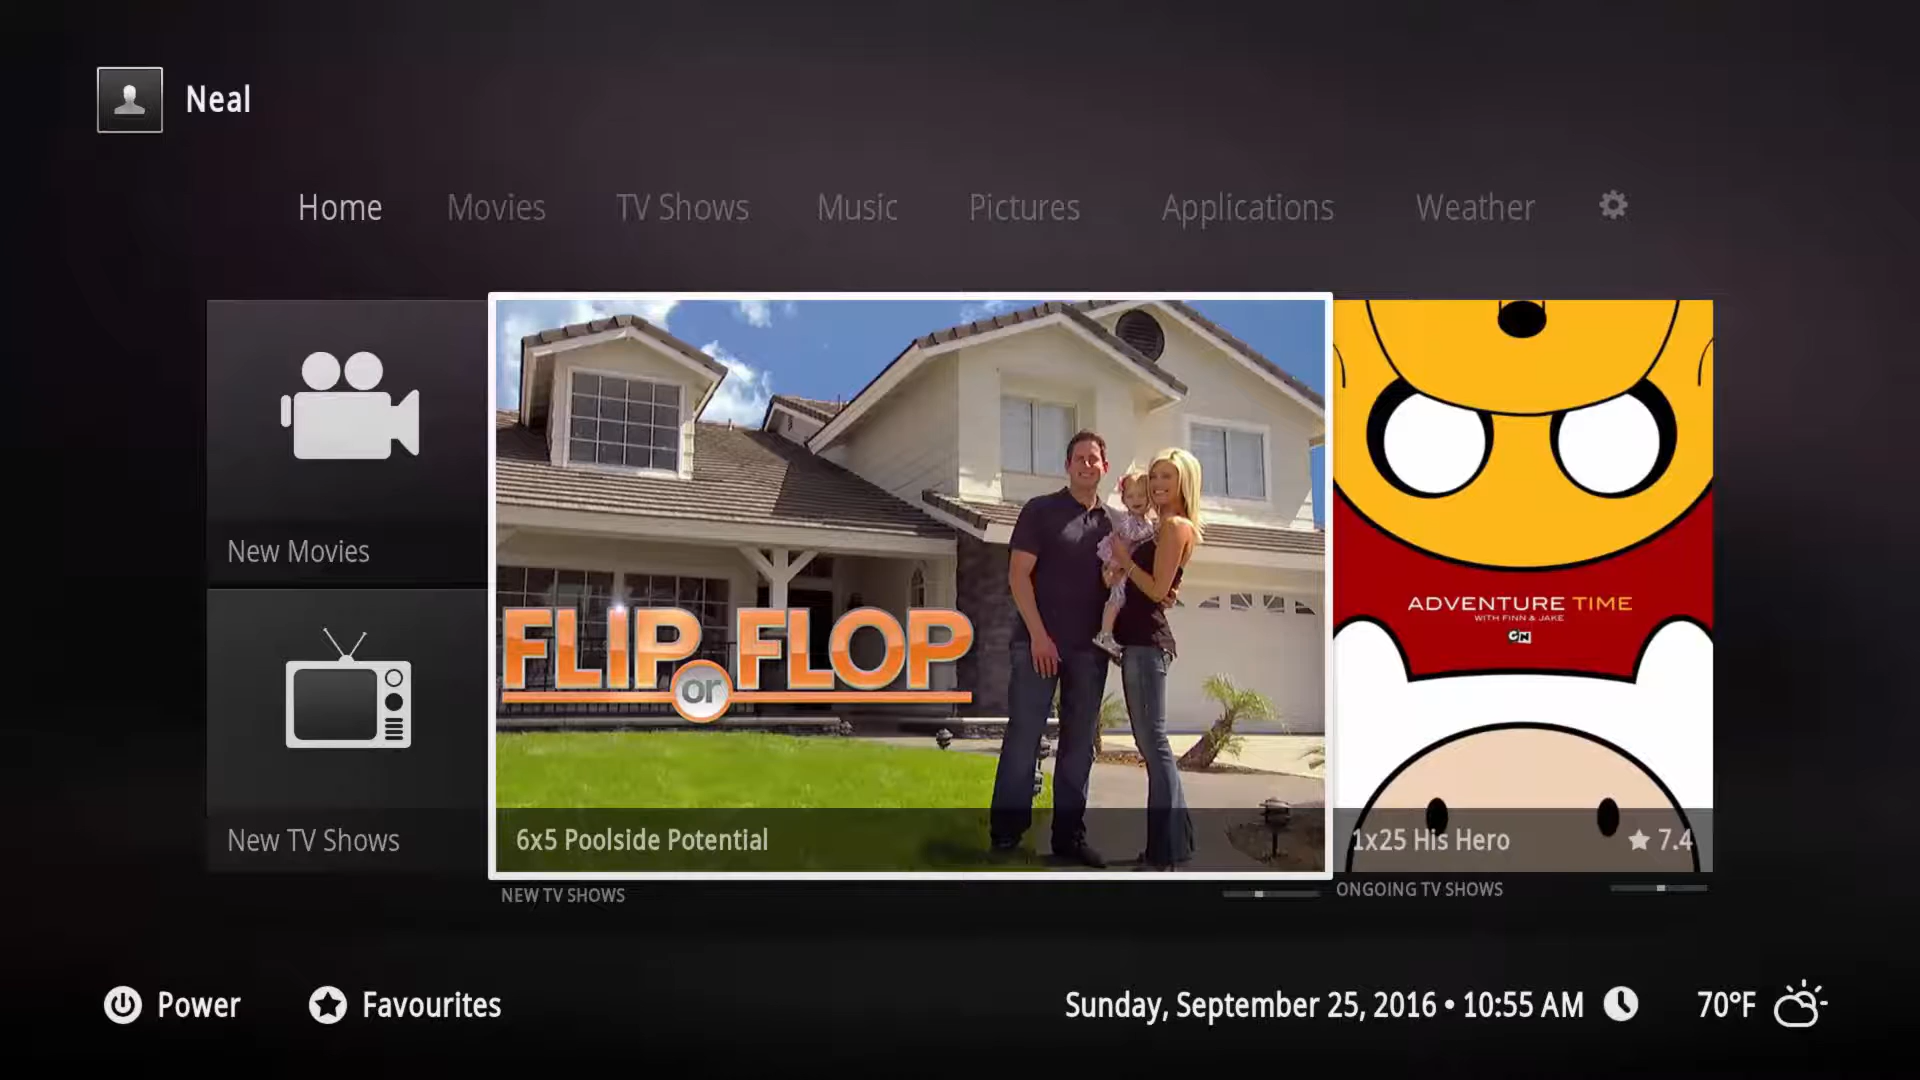 Neal
Home Movies TV Shows Music Pictures Applications Weather
New Movies
FLIP or FLOP
ADVENTURE TIME
WITH FINN & JAKE
CN
New TV Shows
6x5 Poolside Potential
1x25 His Hero 7.4
NEW TV SHOWS
ONGOING TV SHOWS
Power Favourites Sunday, September 25, 2016 • 10:55 AM 70°F